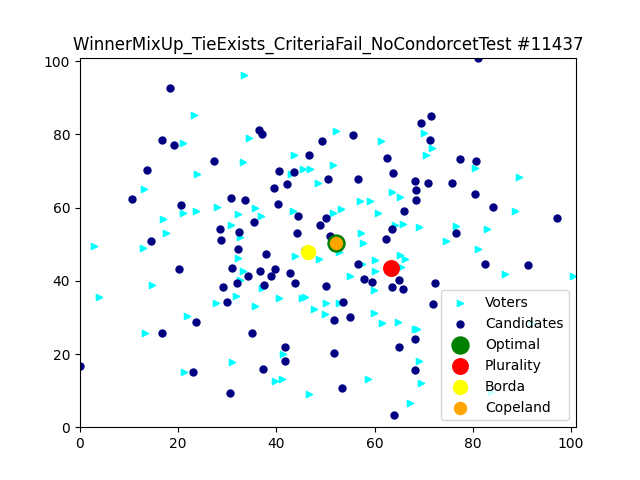 WinnerMixUp_TieExists_CriteriaFail_NoCondorcetTest #11437
100
80
60
40
20
0
0 20 40 60 80 100
Voters
Candidates
Optimal
Plurality
Borda
Copeland